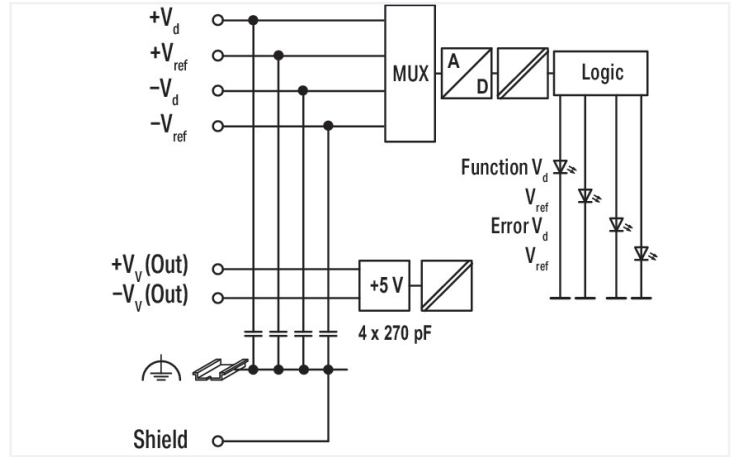 +Vd
+Vref
−Vd
−Vref
MUX
A
D
Logic
Function Vd
Vref
Error Vd
Vref
+Vv (Out)
−Vv (Out)
+5 V
4 x 270 pF
Shield